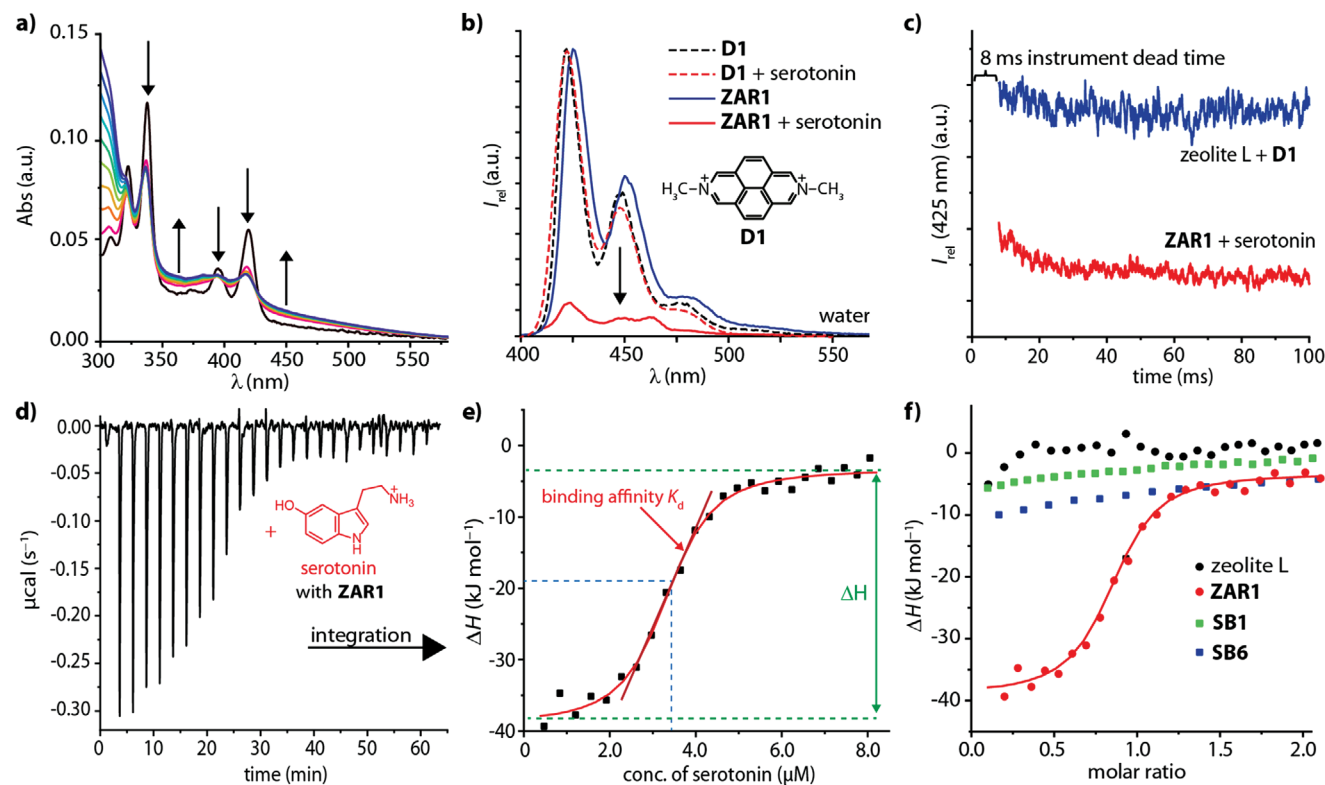 a)
0.15
0.10
0.05
0.00
Abs (a.u.)
300
350
400
450
500
550
λ (nm)
b)
D1
D1 + serotonin
ZAR1
ZAR1 + serotonin
H₃C–N⁺
N⁺–CH₃
D1
water
Irel (a.u.)
400
450
500
550
λ (nm)
c)
8 ms instrument dead time
zeolite L + D1
ZAR1 + serotonin
Irel (425 nm) (a.u.)
20
40
60
80
100
time (ms)
d)
0.00
-0.05
-0.10
-0.15
-0.20
-0.25
-0.30
μcal (s⁻¹)
HO
NH₃⁺
N
H
+
serotonin
with ZAR1
integration
0
10
20
30
40
50
60
time (min)
e)
0
-10
-20
-30
-40
ΔH (kJ mol⁻¹)
binding affinity Kd
ΔH
0.0
2.0
4.0
6.0
8.0
conc. of serotonin (μM)
f)
0
-10
-20
-30
-40
ΔH (kJ mol⁻¹)
zeolite L
ZAR1
SB1
SB6
0.0
0.5
1.0
1.5
2.0
molar ratio